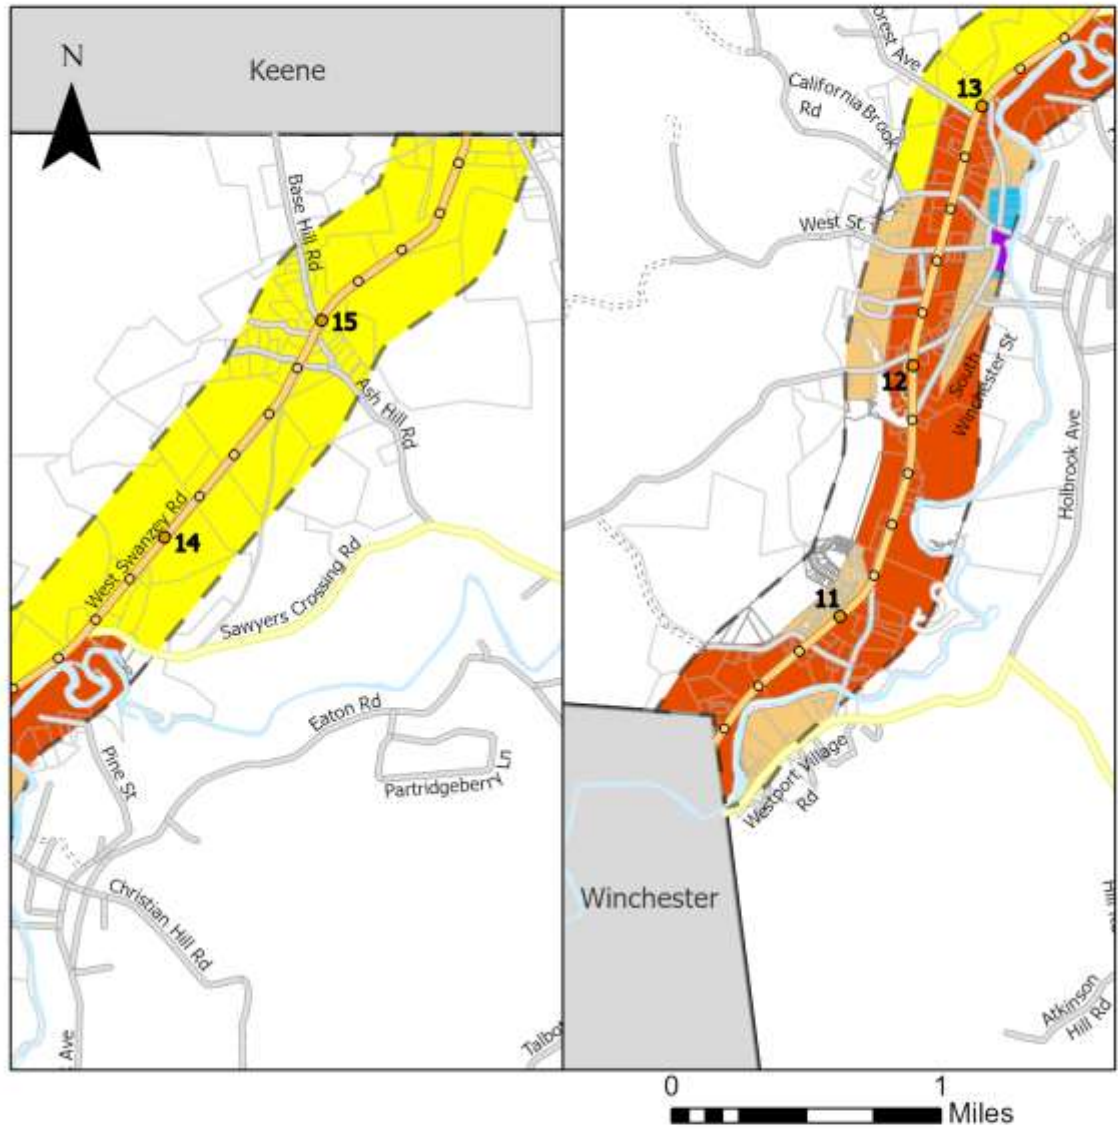 N
Keene
Base Hill
Rd
15
Ash Hill Rd
West Swanzey Rd
14
Sawyers Crossing Rd
Eaton Rd
Partridgeberry
Ln
Pine St
Christian Hill Rd
Ave
orest Ave
California Brook
Rd
13
West St
12
South
Winchester St
Holbrook Ave
11
Westport Village
Rd
Winchester
Atkinson
Hill Rd
0 1
Miles